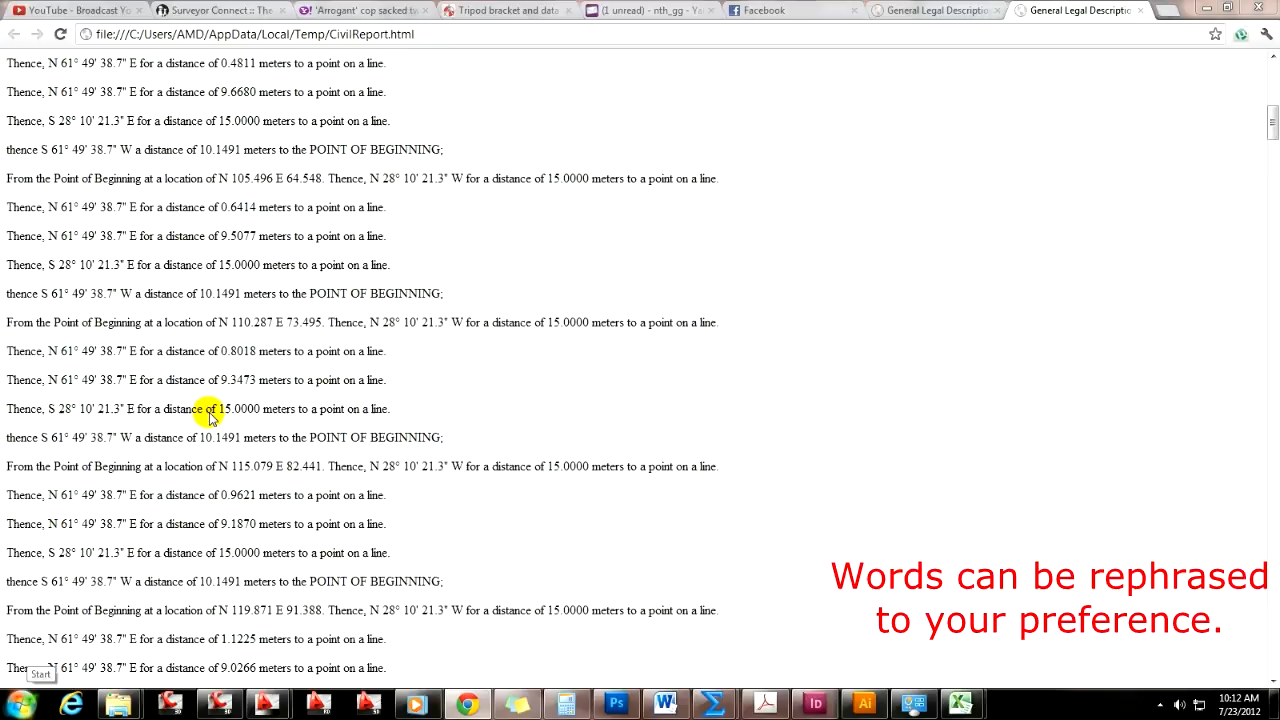 YouTube - Broadcast Yo
Surveyor Connect :: The
'Arrogant' cop sacked tw
Tripod bracket and data
(1 unread) - nth_gg - Ya
Facebook
General Legal Descriptio
General Legal Descriptio
file:///C:/Users/AMD/AppData/Local/Temp/CivilReport.html
Thence, N 61° 49' 38.7" E for a distance of 0.4811 meters to a point on a line.
Thence, N 61° 49' 38.7" E for a distance of 9.6680 meters to a point on a line.
Thence, S 28° 10' 21.3" E for a distance of 15.0000 meters to a point on a line.
thence S 61° 49' 38.7" W a distance of 10.1491 meters to the POINT OF BEGINNING;
From the Point of Beginning at a location of N 105.496 E 64.548. Thence, N 28° 10' 21.3" W for a distance of 15.0000 meters to a point on a line.
Thence, N 61° 49' 38.7" E for a distance of 0.6414 meters to a point on a line.
Thence, N 61° 49' 38.7" E for a distance of 9.5077 meters to a point on a line.
Thence, S 28° 10' 21.3" E for a distance of 15.0000 meters to a point on a line.
thence S 61° 49' 38.7" W a distance of 10.1491 meters to the POINT OF BEGINNING;
From the Point of Beginning at a location of N 110.287 E 73.495. Thence, N 28° 10' 21.3" W for a distance of 15.0000 meters to a point on a line.
Thence, N 61° 49' 38.7" E for a distance of 0.8018 meters to a point on a line.
Thence, N 61° 49' 38.7" E for a distance of 9.3473 meters to a point on a line.
Thence, S 28° 10' 21.3" E for a distance of 15.0000 meters to a point on a line.
thence S 61° 49' 38.7" W a distance of 10.1491 meters to the POINT OF BEGINNING;
From the Point of Beginning at a location of N 115.079 E 82.441. Thence, N 28° 10' 21.3" W for a distance of 15.0000 meters to a point on a line.
Thence, N 61° 49' 38.7" E for a distance of 0.9621 meters to a point on a line.
Thence, N 61° 49' 38.7" E for a distance of 9.1870 meters to a point on a line.
Thence, S 28° 10' 21.3" E for a distance of 15.0000 meters to a point on a line.
thence S 61° 49' 38.7" W a distance of 10.1491 meters to the POINT OF BEGINNING;
From the Point of Beginning at a location of N 119.871 E 91.388. Thence, N 28° 10' 21.3" W for a distance of 15.0000 meters to a point on a line.
Thence, N 61° 49' 38.7" E for a distance of 1.1225 meters to a point on a line.
N 61° 49' 38.7" E for a distance of 9.0266 meters to a point on a line.
Words can be rephrased
to your preference.
Start
10:12 AM
7/23/2012